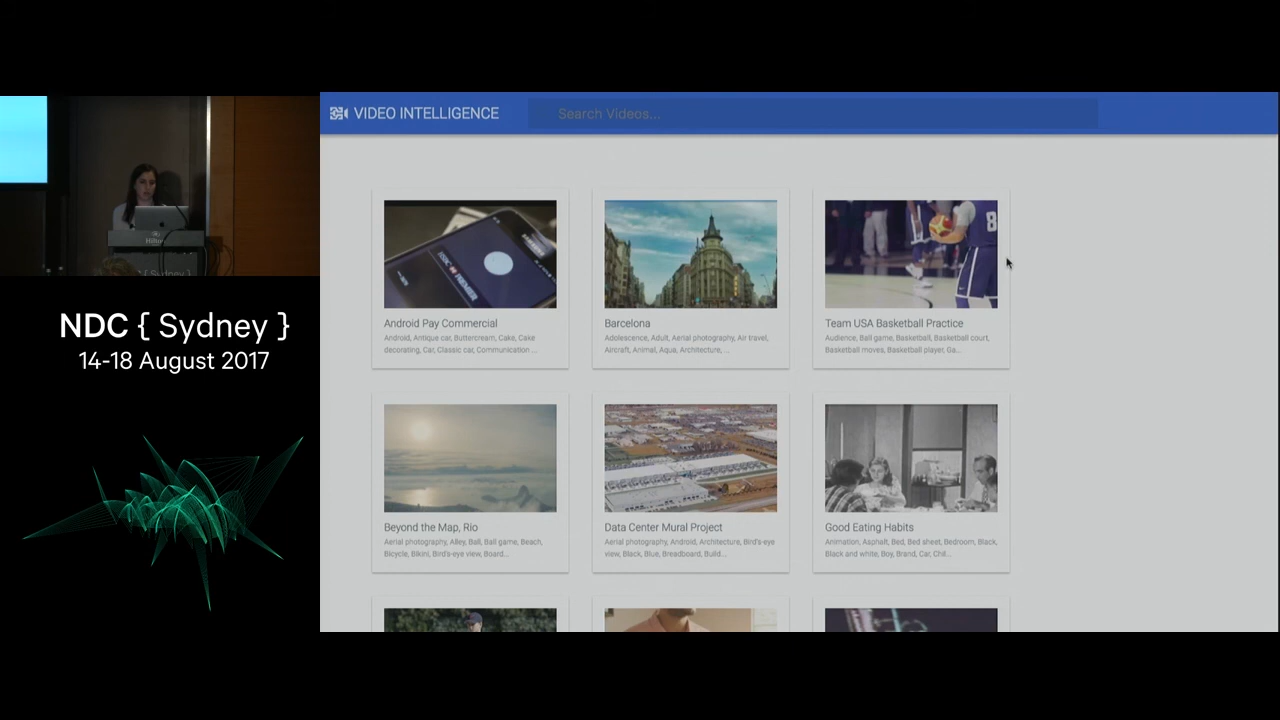 VIDEO INTELLIGENCE
Search Videos...
Hilton
{ Sydney }
NDC { Sydney }
14-18 August 2017
8
Android Pay Commercial
Android, Antique car, Buttercream, Cake, Cake
decorating, Car, Classic car, Communication ...
Barcelona
Adolescence, Adult, Aerial photography, Air travel,
Aircraft, Animal, Aqua, Architecture, ...
Team USA Basketball Practice
Audience, Ball game, Basketball, Basketball court,
Basketball moves, Basketball player, Ga...
Beyond the Map, Rio
Aerial photography, Alley, Ball, Ball game, Beach,
Bicycle, Bikini, Bird's-eye view, Board...
Data Center Mural Project
Aerial photography, Android, Architecture, Bird's-eye
view, Black, Blue, Breadboard, Build...
Good Eating Habits
Animation, Asphalt, Bed, Bed sheet, Bedroom, Black,
Black and white, Boy, Brand, Car, Chil...